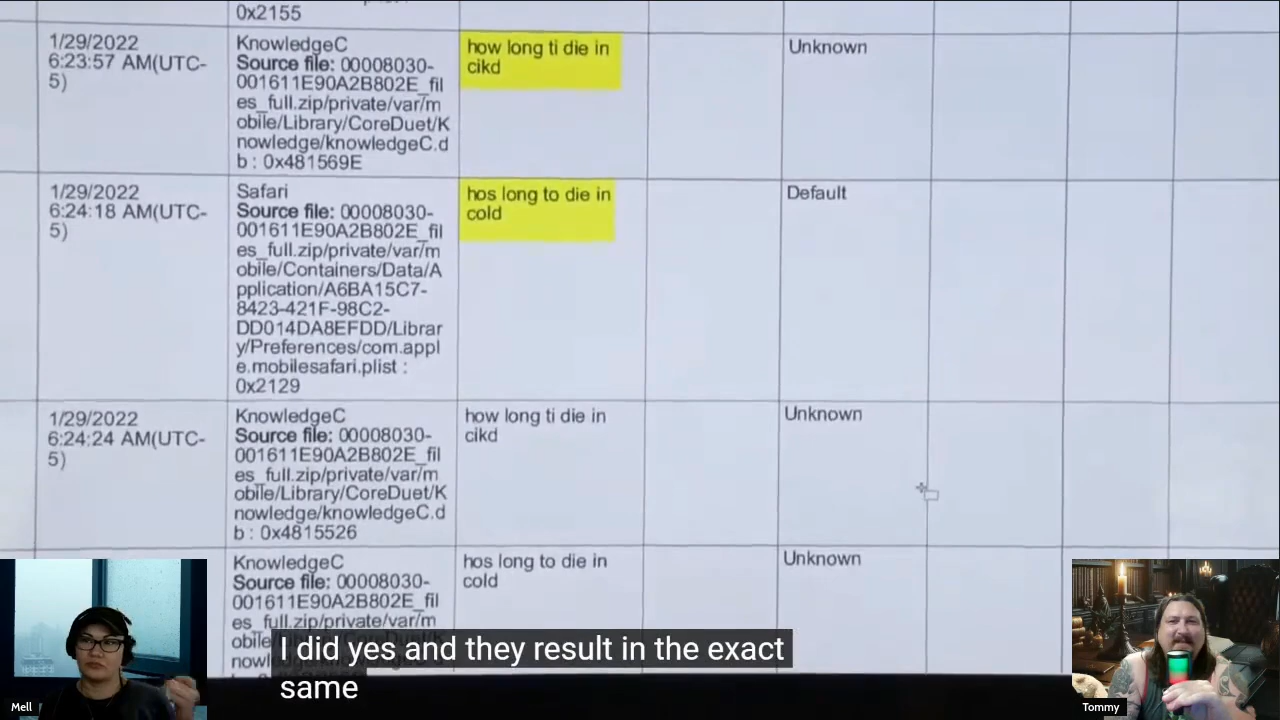 0x2155
1/29/2022
6:23:57 AM(UTC-
5)
KnowledgeC
Source file: 00008030-
001611E90A2B802E_fil
es_full.zip/private/var/m
obile/Library/CoreDuet/K
nowledge/knowledgeC.d
b : 0x481569E
how long ti die in
cikd
Unknown
1/29/2022
6:24:18 AM(UTC-
5)
Safari
Source file: 00008030-
001611E90A2B802E_fil
es_full.zip/private/var/m
obile/Containers/Data/A
pplication/A6BA15C7-
8423-421F-98C2-
DD014DA8EFDD/Librar
y/Preferences/com.appl
e.mobilesafari.plist :
0x2129
hos long to die in
cold
Default
1/29/2022
6:24:24 AM(UTC-
5)
KnowledgeC
Source file: 00008030-
001611E90A2B802E_fil
es_full.zip/private/var/m
obile/Library/CoreDuet/K
nowledge/knowledgeC.d
b : 0x4815526
how long ti die in
cikd
Unknown
KnowledgeC
Source file: 00008030-
001611E90A2B802E_fil
es_full.zip/private/var/m
hos long to die in
cold
Unknown
I did yes and they result in the exact
same
Mell
Tommy